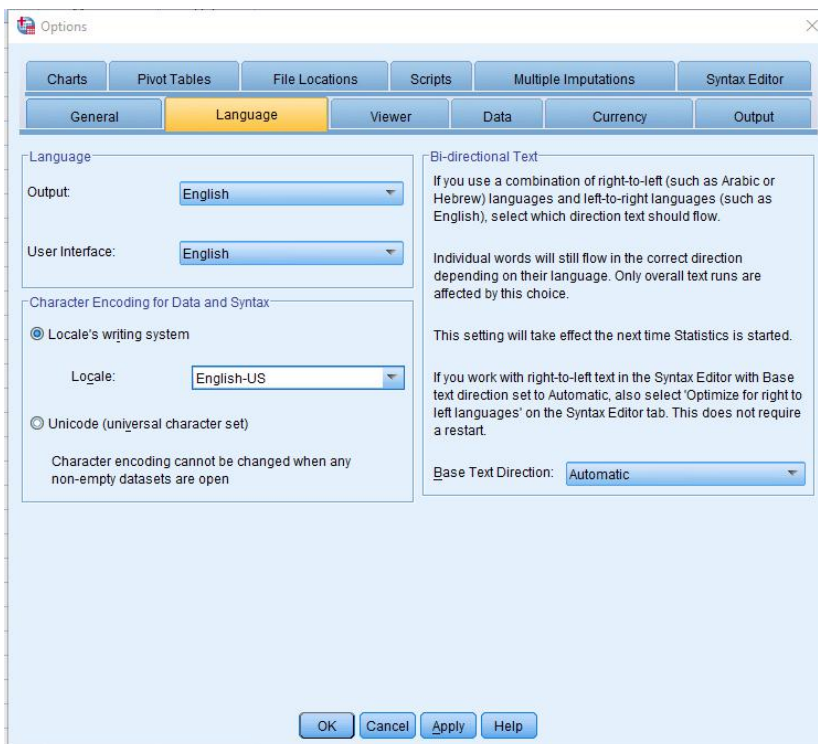 Options
Charts
Pivot Tables
File Locations
Scripts
Multiple Imputations
Syntax Editor
General
Language
Viewer
Data
Currency
Output
Language
Output:
English
User Interface:
English
Character Encoding for Data and Syntax
Locale's writing system
Locale:
English-US
Unicode (universal character set)
Character encoding cannot be changed when any
non-empty datasets are open
Bi-directional Text
If you use a combination of right-to-left (such as Arabic or
Hebrew) languages and left-to-right languages (such as
English), select which direction text should flow.
Individual words will still flow in the correct direction
depending on their language. Only overall text runs are
affected by this choice.
This setting will take effect the next time Statistics is started.
If you work with right-to-left text in the Syntax Editor with Base
text direction set to Automatic, also select 'Optimize for right to
left languages' on the Syntax Editor tab. This does not require
a restart.
Base Text Direction:
Automatic
OK
Cancel
Apply
Help